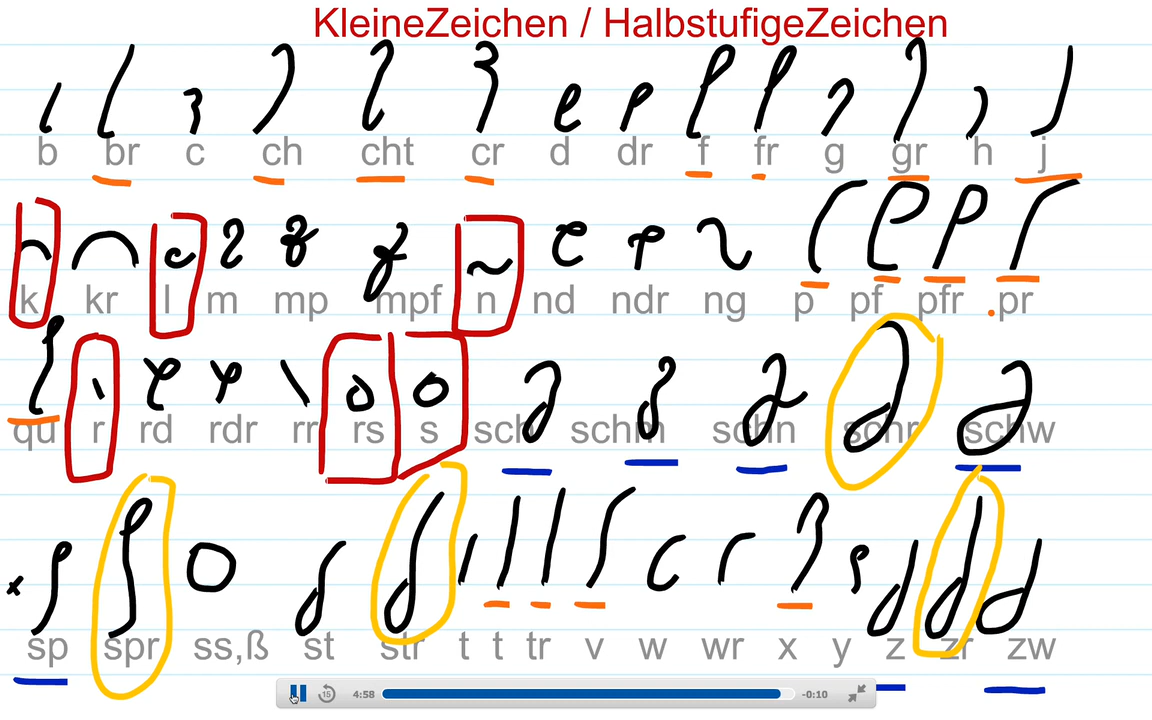 KleineZeichen / HalbstufigeZeichen
b br c ch cht cr d dr f fr g gr h j
k kr l m mp mpf n nd ndr ng p pf pfr .pr
qu r rd rdr rr rs s sch schm schn schr schw
sp spr ss,ß st str t t tr v w wr x y z zr zw
15 4:58 -0:10